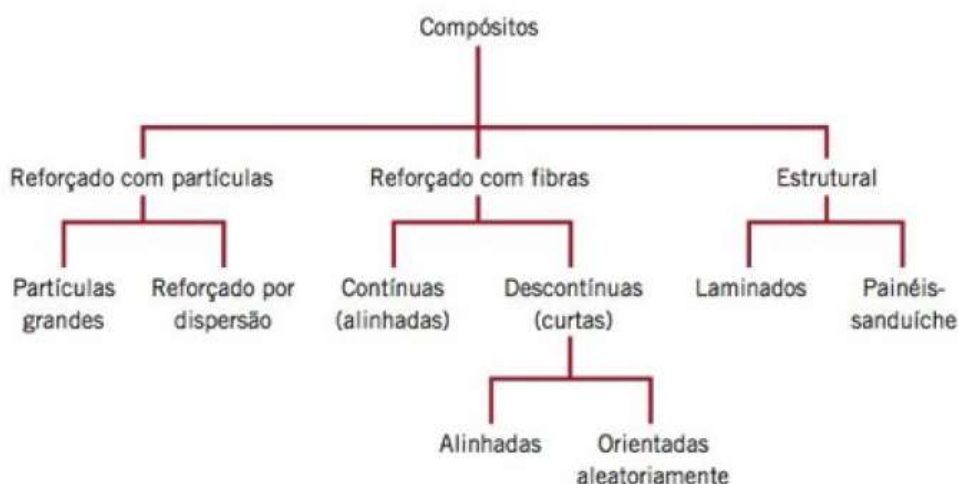 Compósitos
Reforçado com partículas
Reforçado com fibras
Estrutural
Partículas
grandes
Reforçado por
dispersão
Contínuas
(alinhadas)
Descontínuas
(curtas)
Laminados
Painéis-
sanduíche
Alinhadas
Orientadas
aleatoriamente